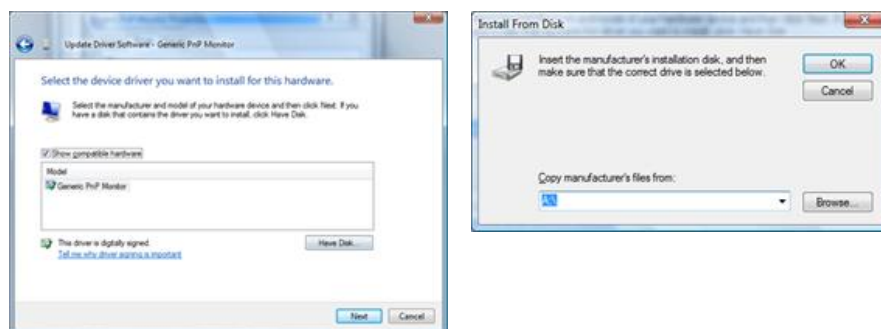 Update Driver Software - Generic PnP Monitor
Select the device driver you want to install for this hardware.
Select the manufacturer and model of your hardware device and then click Next. If you
have a disk that contains the driver you want to install, click Have Disk.
Show compatible hardware
Model
Generic PnP Monitor
This driver is digitally signed.
Tell me why driver signing is important
Have Disk...
Next
Cancel
Install From Disk
Insert the manufacturer's installation disk, and then
make sure that the correct drive is selected below.
OK
Cancel
Copy manufacturer's files from:
A:\
Browse...